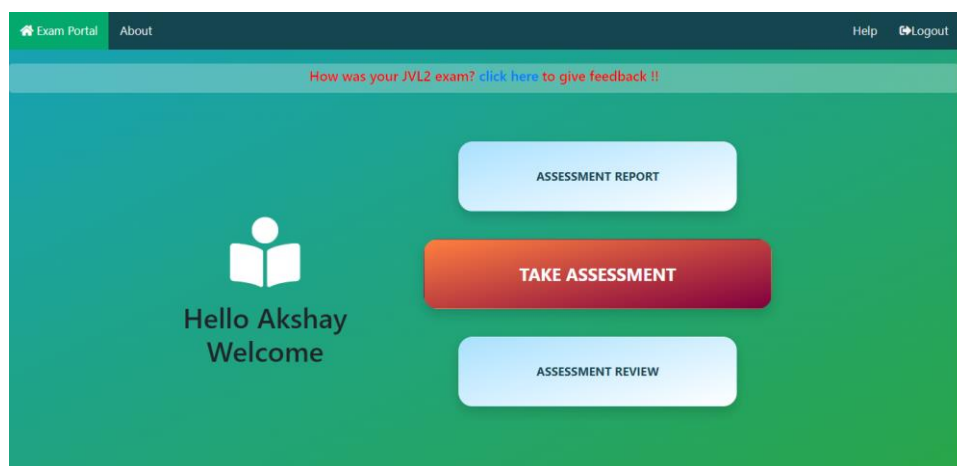 Exam Portal About Help Logout
How was your JVL2 exam? click here to give feedback !!
ASSESSMENT REPORT
TAKE ASSESSMENT
Hello Akshay
Welcome
ASSESSMENT REVIEW